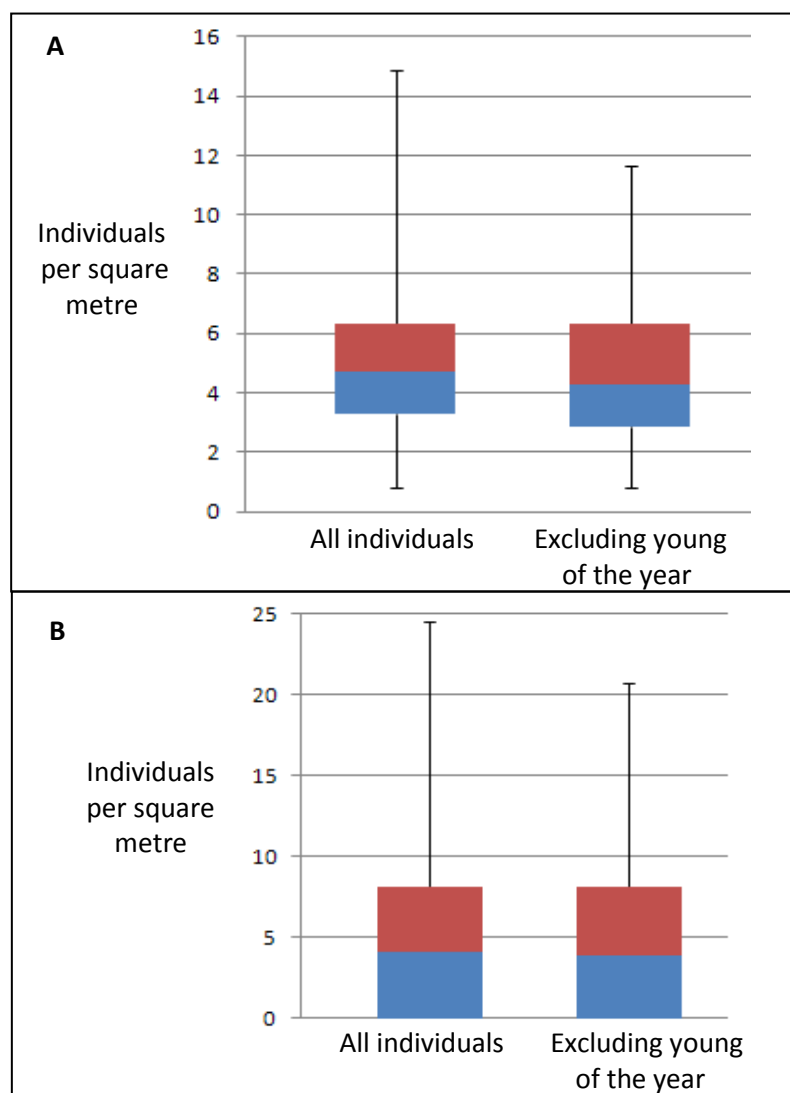 A
16
14
12
10
8
6
4
2
0
Individuals
per square
metre
All individuals
Excluding young
of the year
B
25
20
15
10
5
0
Individuals
per square
metre
All individuals
Excluding young
of the year